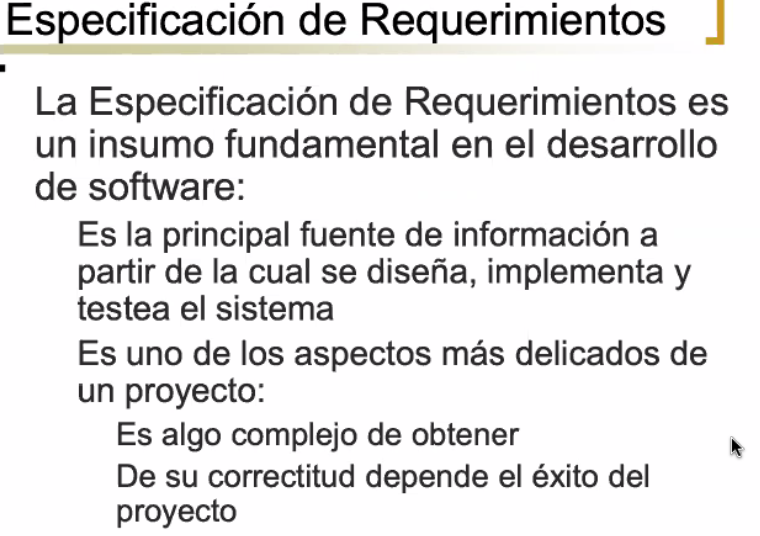 Especificación de Requerimientos
La Especificación de Requerimientos es
un insumo fundamental en el desarrollo
de software:
Es la principal fuente de información a
partir de la cual se diseña, implementa y
testea el sistema
Es uno de los aspectos más delicados de
un proyecto:
Es algo complejo de obtener
De su correctitud depende el éxito del
proyecto